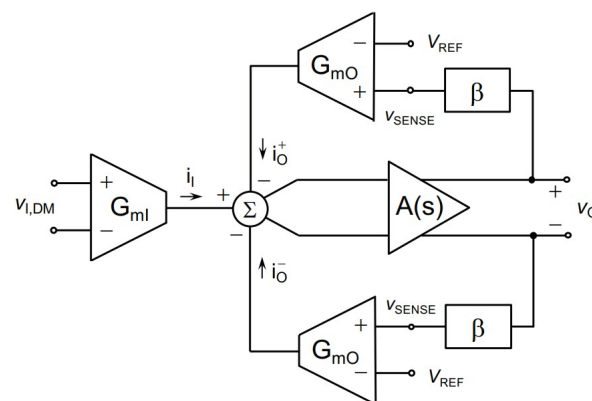 G_mO
−
V_REF
+
v_SENSE
β
↓ i_O^+
−
v_I,DM
+
−
G_mI
i_I
→
+
Σ
−
A(s)
+
−
v_O
↑ i_O^−
G_mO
+
v_SENSE
β
−
V_REF